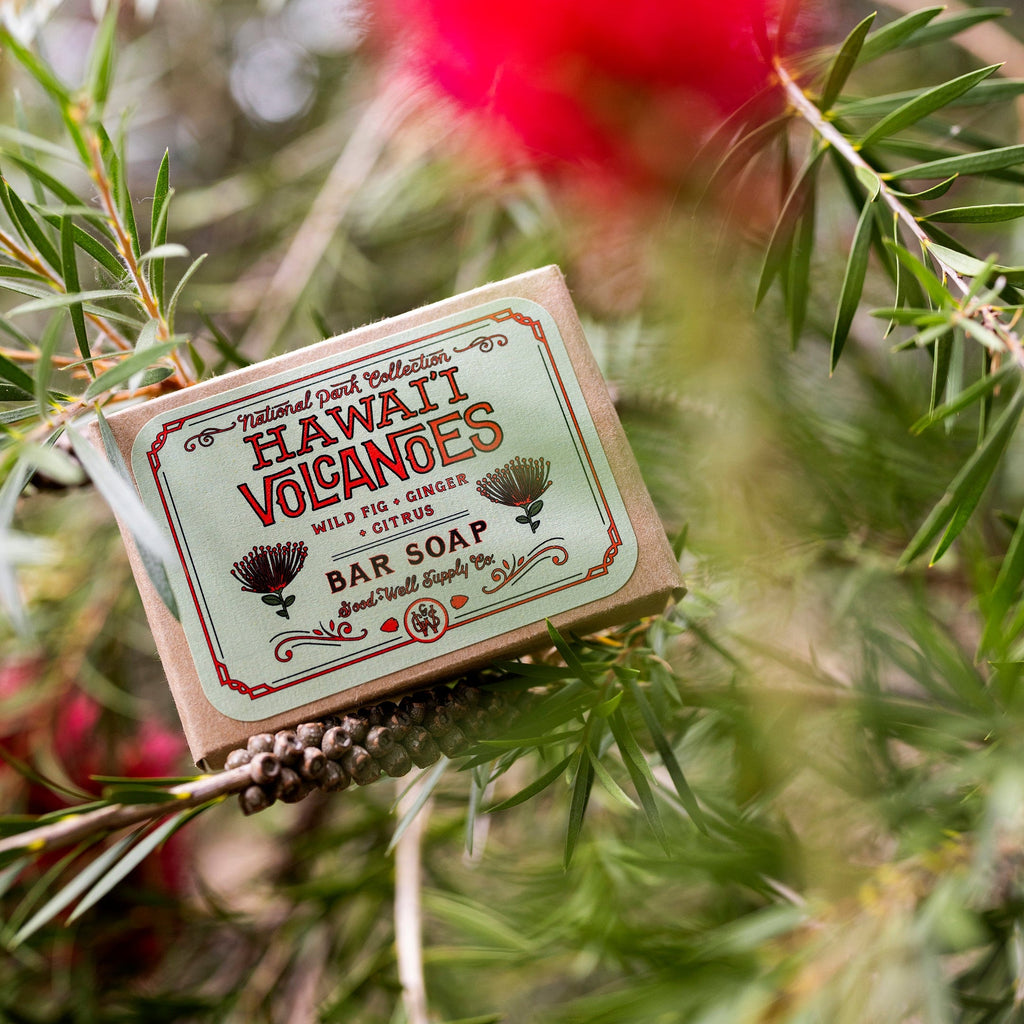 National Park Collection
HAWAI'I
VOLCANOES
WILD FIG + GINGER
+ CITRUS
BAR SOAP
Good & Well Supply Co.